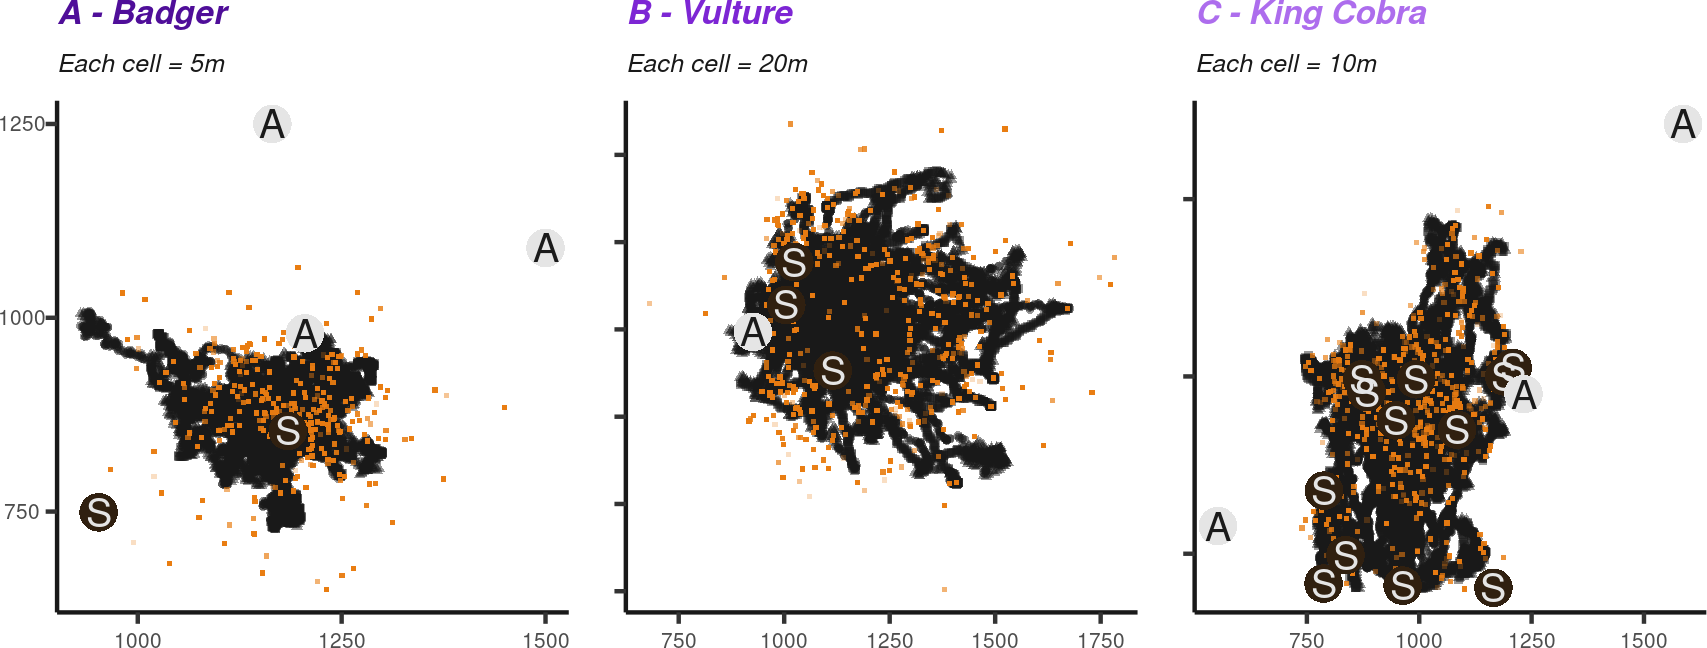 A - Badger
B - Vulture
C - King Cobra
Each cell = 5m
Each cell = 20m
Each cell = 10m
1250
1000
750
A
A
A
S
S
1000
1250
1500
S
S
A
S
750
1000
1250
1500
1750
A
S
S
S
S
S
A
S
S
S
A
S
S
S
S
750
1000
1250
1500